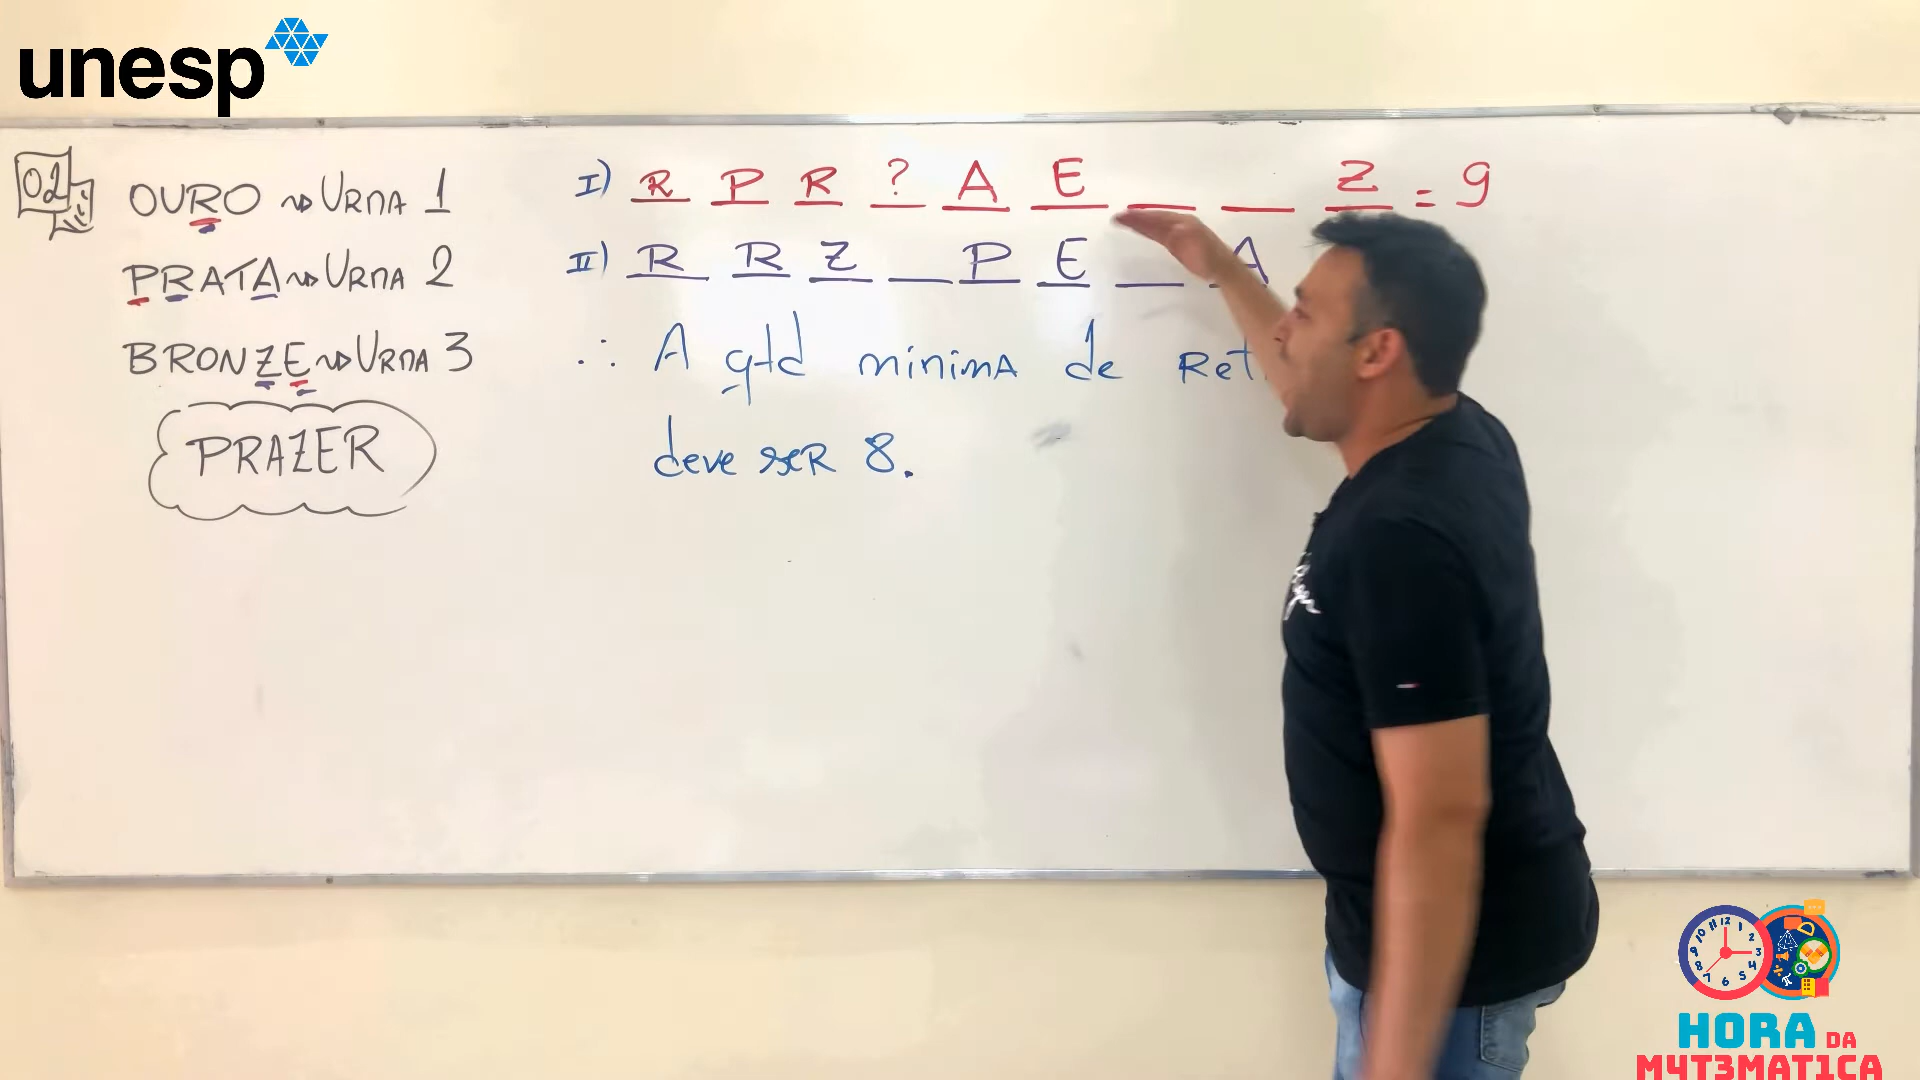 unesp
02
OURO → URNA 1
PRATA → URNA 2
BRONZE → URNA 3
PRAZER
I) R P R ? A E _ _ Z = 9
II) R R Z _ P E _ A
∴ A qtd mínima de Ret.
deve ser 8.
HORA DA
M4T3MAT1CA